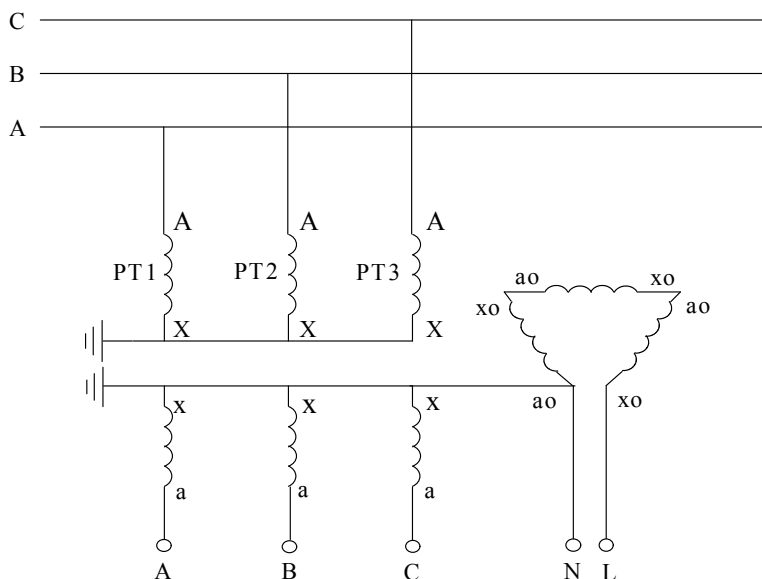 C
B
A
A A A
PT1 PT2 PT3
ao xo
xo ao
X X X
x x x ao xo
a a a
A B C N L